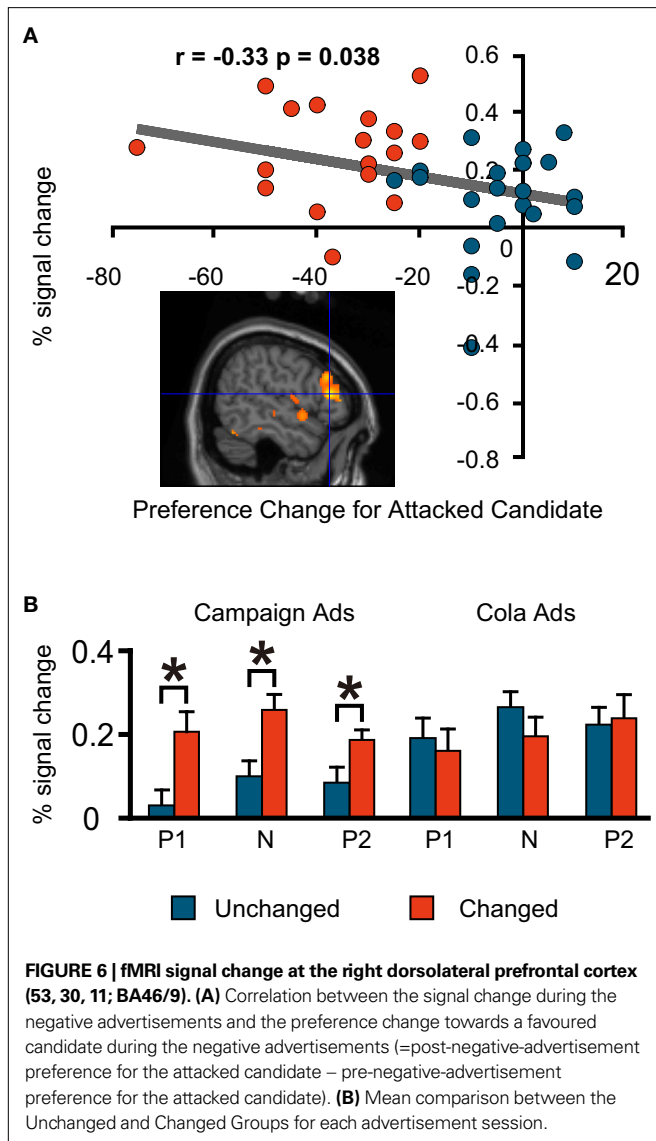 A
r = -0.33 p = 0.038
0.6
0.4
0.2
0
-80
-60
-40
-20
20
-0.2
-0.4
-0.6
-0.8
% signal change
Preference Change for Attacked Candidate
B
Campaign Ads
Cola Ads
0.4
0.2
0
% signal change
* * *
P1 N P2 P1 N P2
Unchanged Changed
FIGURE 6 | fMRI signal change at the right dorsolateral prefrontal cortex
(53, 30, 11; BA46/9). (A) Correlation between the signal change during the
negative advertisements and the preference change towards a favoured
candidate during the negative advertisements (=post-negative-advertisement
preference for the attacked candidate – pre-negative-advertisement
preference for the attacked candidate). (B) Mean comparison between the
Unchanged and Changed Groups for each advertisement session.